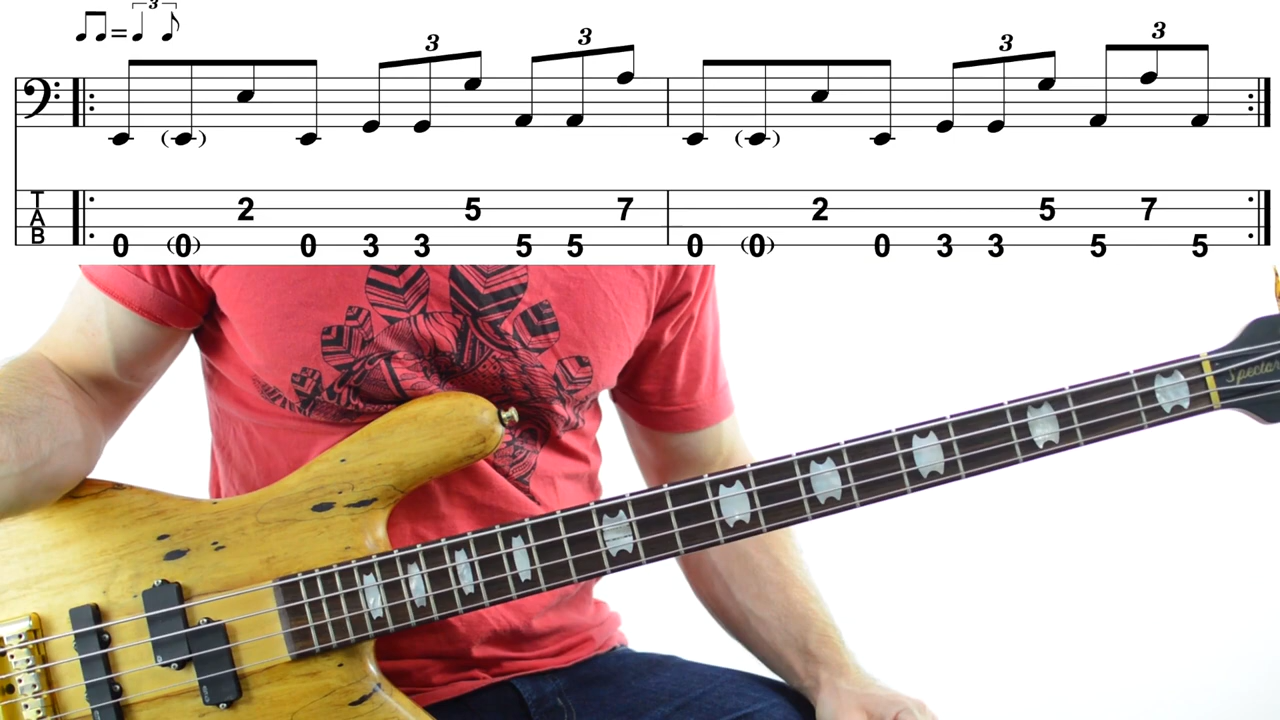 3
=
3 3 3 3
T
A
B
2 5 7 2 5 7
0 (0) 0 3 3 5 5 0 (0) 0 3 3 5 5
Spector